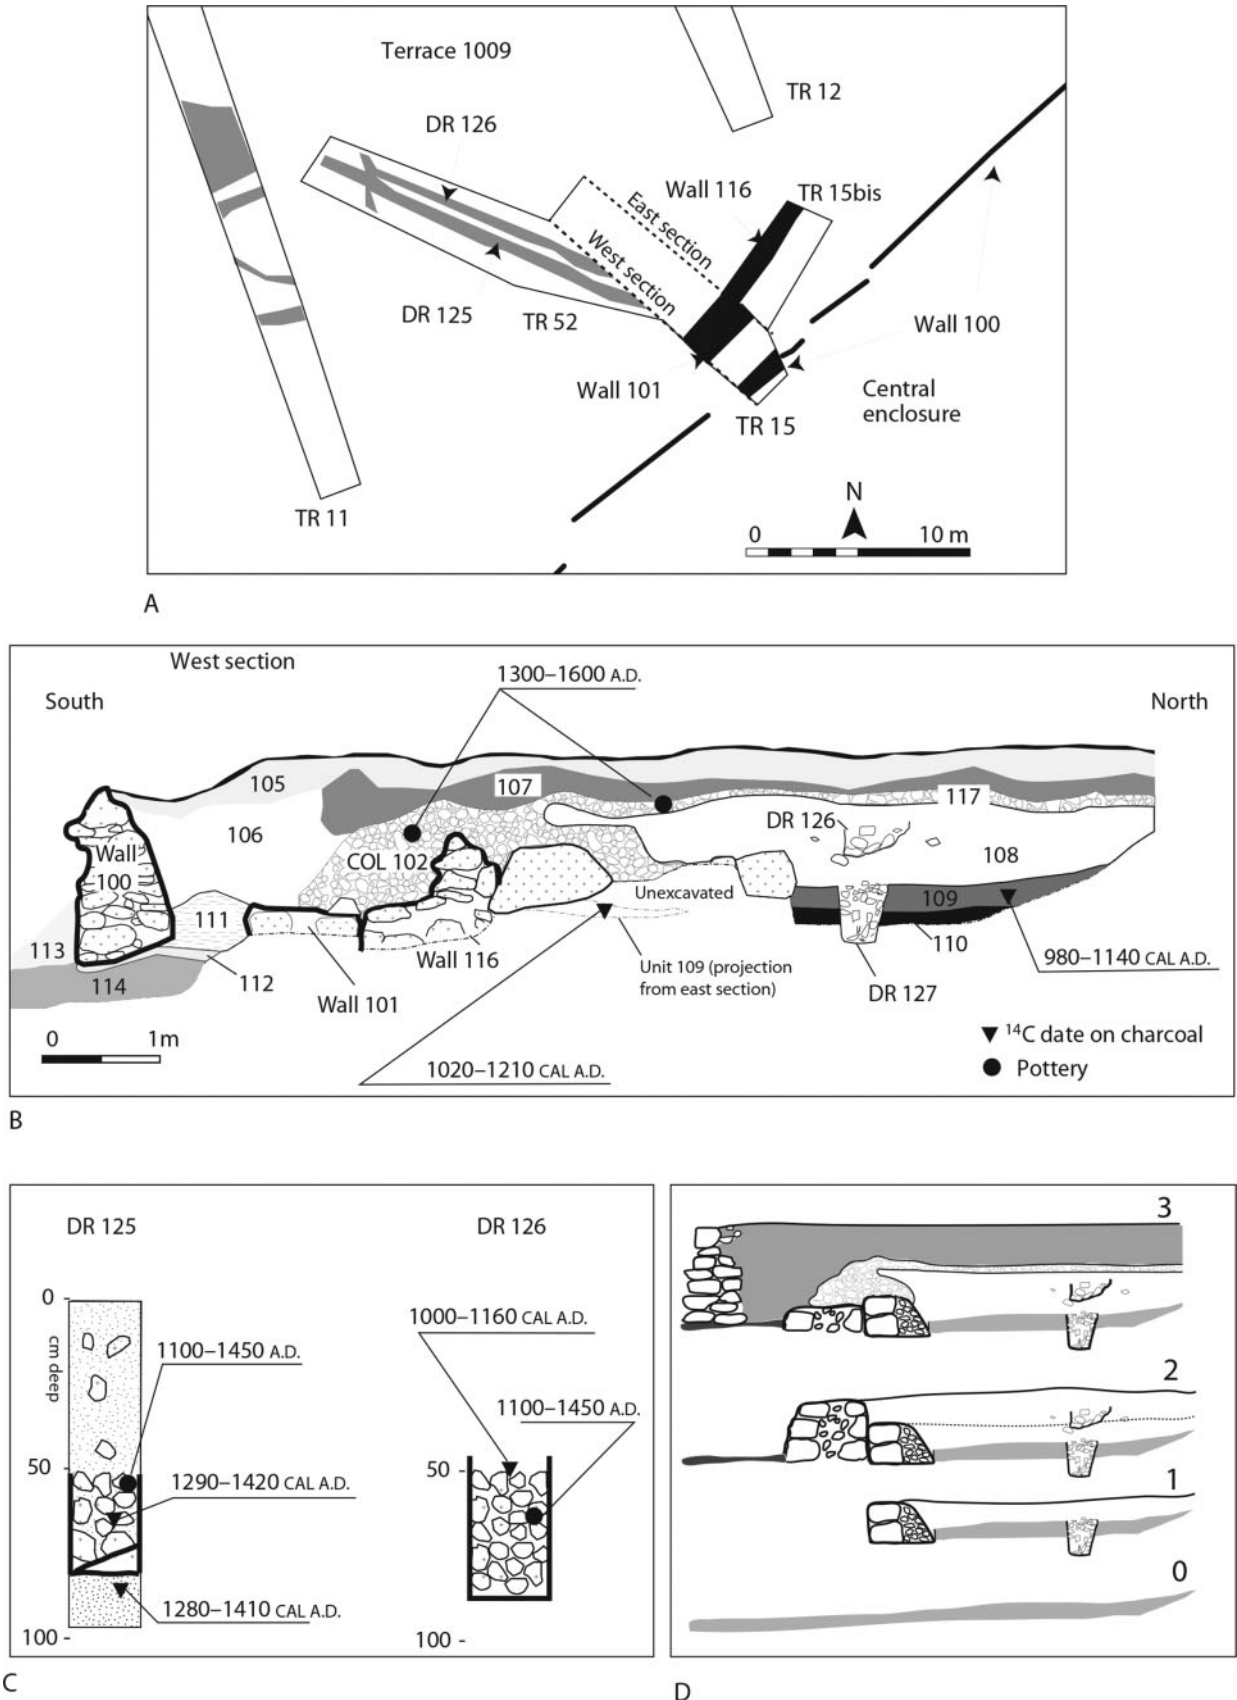 Terrace 1009
TR 12
DR 126
Wall 116
TR 15bis
East section
West section
DR 125
TR 52
Wall 100
Wall 101
Central
enclosure
TR 15
TR 11
N
0 10 m
A
West section
1300–1600 A.D.
South
North
105
107
117
106
DR 126
Wall
100
COL 102
108
Unexcavated
109
111
113
Wall 116
110
114
112
Wall 101
Unit 109 (projection
from east section)
980–1140 CAL A.D.
DR 127
0 1m
14C date on charcoal
1020–1210 CAL A.D.
Pottery
B
DR 125
DR 126
0 -
cm deep
1000–1160 CAL A.D.
1100–1450 A.D.
1100–1450 A.D.
50 -
50 -
1290–1420 CAL A.D.
1280–1410 CAL A.D.
100 -
100 -
C
3
2
1
0
D